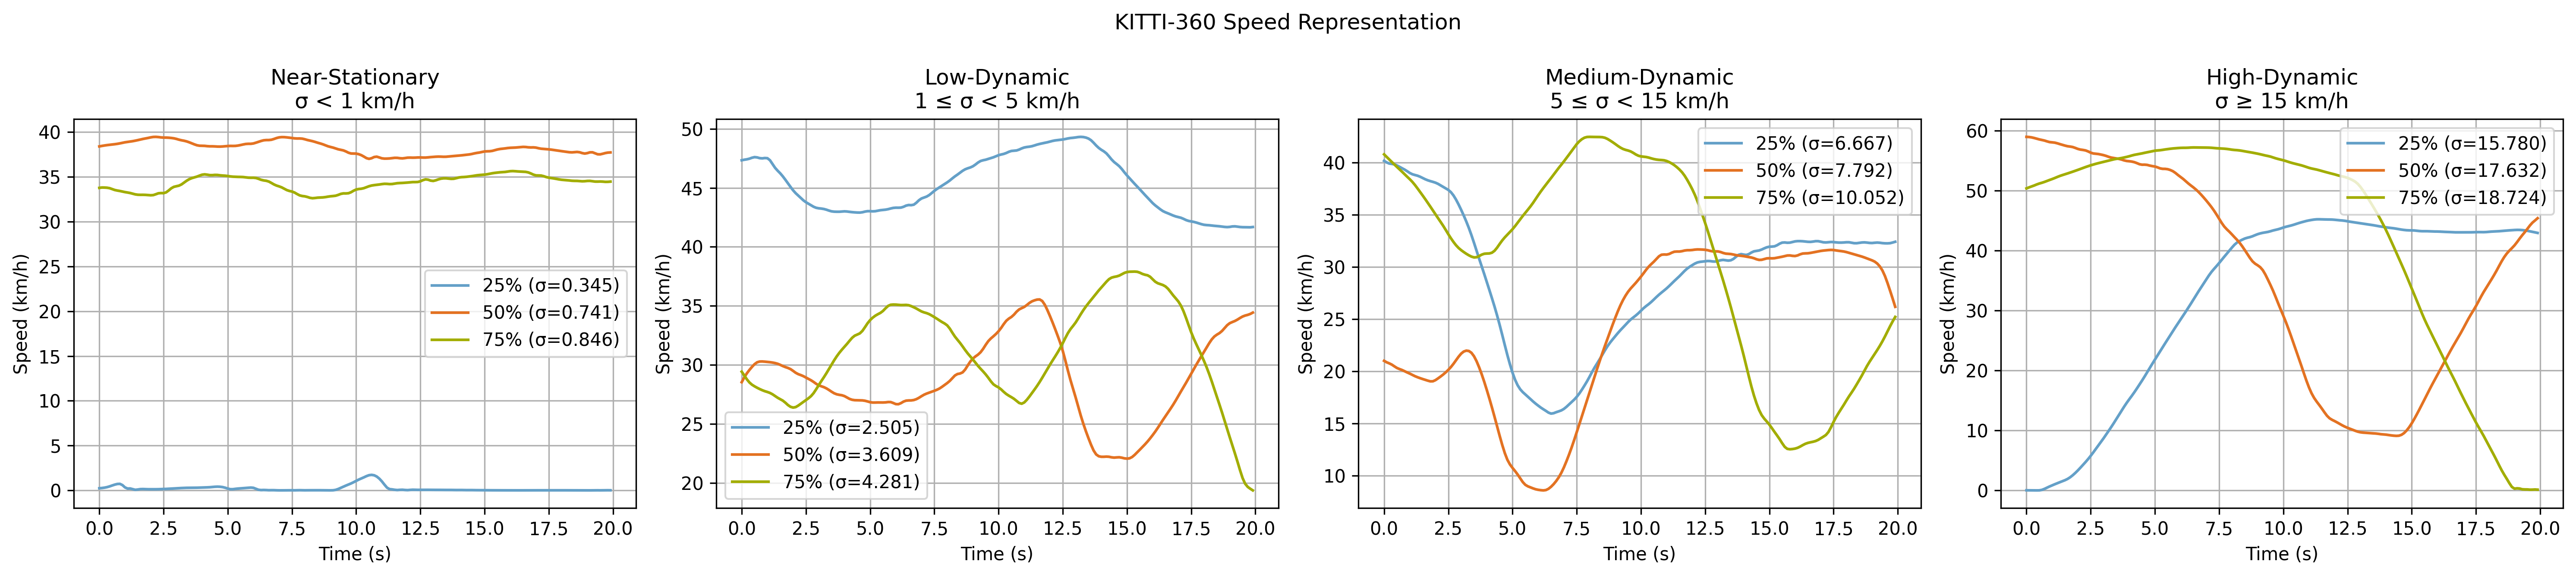 KITTI-360 Speed Representation
Near-Stationary
σ < 1 km/h
Speed (km/h)
40
35
30
25
20
15
10
5
0
25% (σ=0.345)
50% (σ=0.741)
75% (σ=0.846)
0.0 2.5 5.0 7.5 10.0 12.5 15.0 17.5 20.0
Time (s)
Low-Dynamic
1 ≤ σ < 5 km/h
Speed (km/h)
50
45
40
35
30
25
20
25% (σ=2.505)
50% (σ=3.609)
75% (σ=4.281)
0.0 2.5 5.0 7.5 10.0 12.5 15.0 17.5 20.0
Time (s)
Medium-Dynamic
5 ≤ σ < 15 km/h
Speed (km/h)
40
35
30
25
20
15
10
25% (σ=6.667)
50% (σ=7.792)
75% (σ=10.052)
0.0 2.5 5.0 7.5 10.0 12.5 15.0 17.5 20.0
Time (s)
High-Dynamic
σ ≥ 15 km/h
Speed (km/h)
60
50
40
30
20
10
0
25% (σ=15.780)
50% (σ=17.632)
75% (σ=18.724)
0.0 2.5 5.0 7.5 10.0 12.5 15.0 17.5 20.0
Time (s)